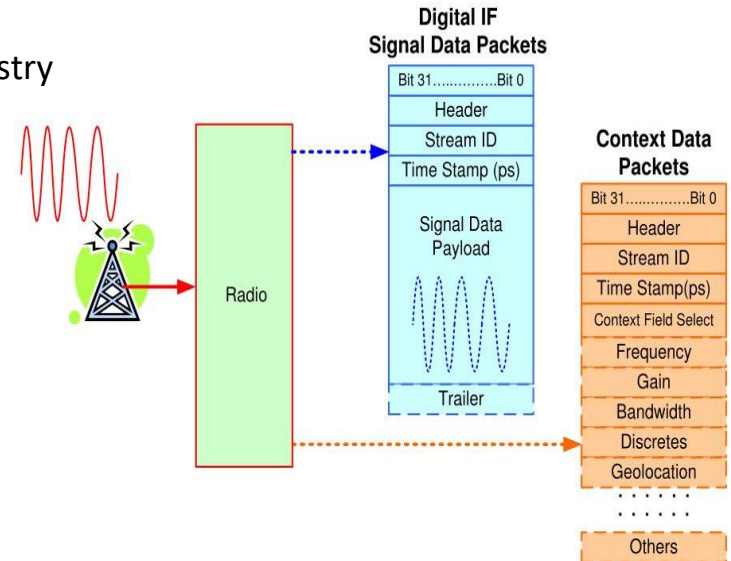 stry
Radio
Digital IF
Signal Data Packets
Bit 31..............Bit 0
Header
Stream ID
Time Stamp (ps)
Signal Data
Payload
Trailer
Context Data
Packets
Bit 31..............Bit 0
Header
Stream ID
Time Stamp(ps)
Context Field Select
Frequency
Gain
Bandwidth
Discretes
Geolocation
. . . . . .
. . . . . .
Others